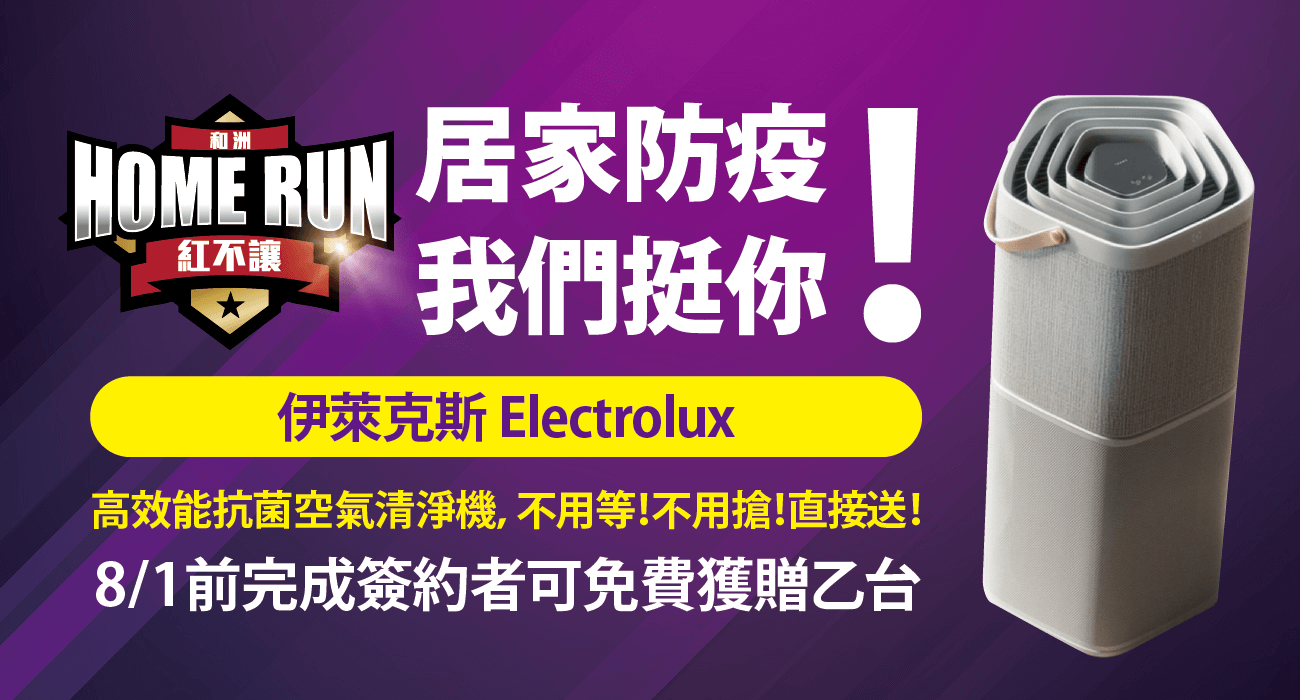 和洲
HOME RUN
紅不讓
居家防疫
我們挺你!
伊萊克斯 Electrolux
高效能抗菌空氣清淨機, 不用等!不用搶!直接送!
8/1前完成簽約者可免費獲贈乙台